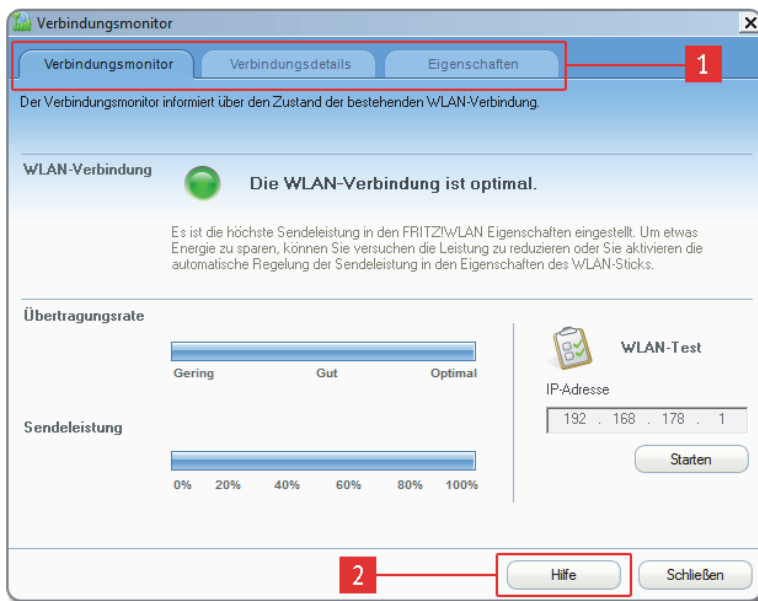 Verbindungsmonitor
Verbindungsmonitor Verbindungsdetails Eigenschaften
1
Der Verbindungsmonitor informiert über den Zustand der bestehenden WLAN-Verbindung.
WLAN-Verbindung
Die WLAN-Verbindung ist optimal.
Es ist die höchste Sendeleistung in den FRITZ!WLAN Eigenschaften eingestellt. Um etwas
Energie zu sparen, können Sie versuchen die Leistung zu reduzieren oder Sie aktivieren die
automatische Regelung der Sendeleistung in den Eigenschaften des WLAN-Sticks.
Übertragungsrate
Gering Gut Optimal
Sendeleistung
0% 20% 40% 60% 80% 100%
WLAN-Test
IP-Adresse
192 . 168 . 178 . 1
Starten
2
Hilfe Schließen